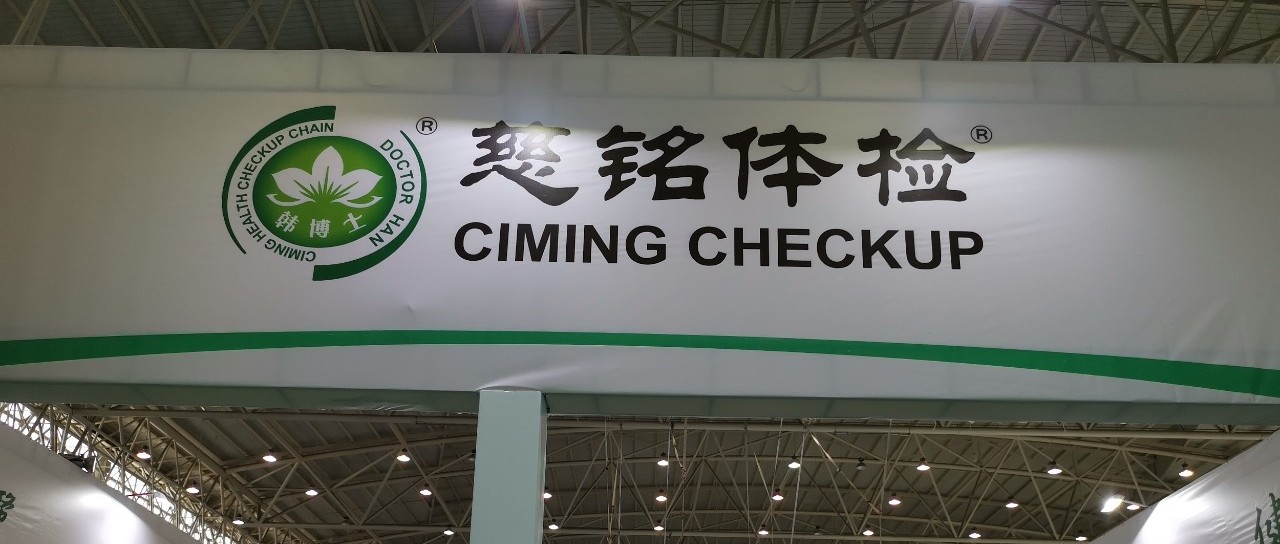 CIMING HEALTH CHECKUP CHAIN
DOCTOR HAN
韩博士
®
慈铭体检®
CIMING CHECKUP